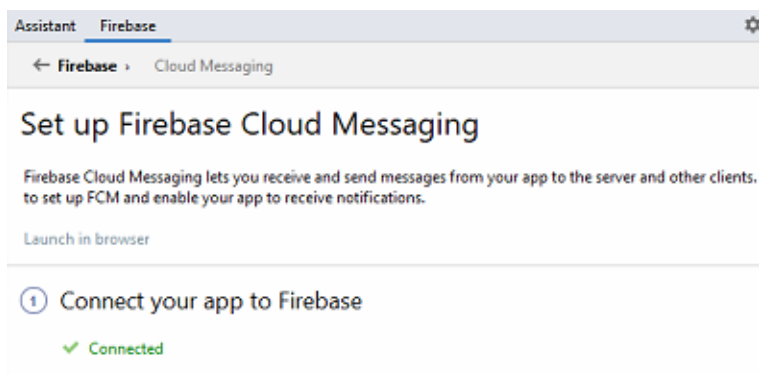 Assistant Firebase
← Firebase › Cloud Messaging
Set up Firebase Cloud Messaging
Firebase Cloud Messaging lets you receive and send messages from your app to the server and other clients.
to set up FCM and enable your app to receive notifications.
Launch in browser
1 Connect your app to Firebase
✓ Connected